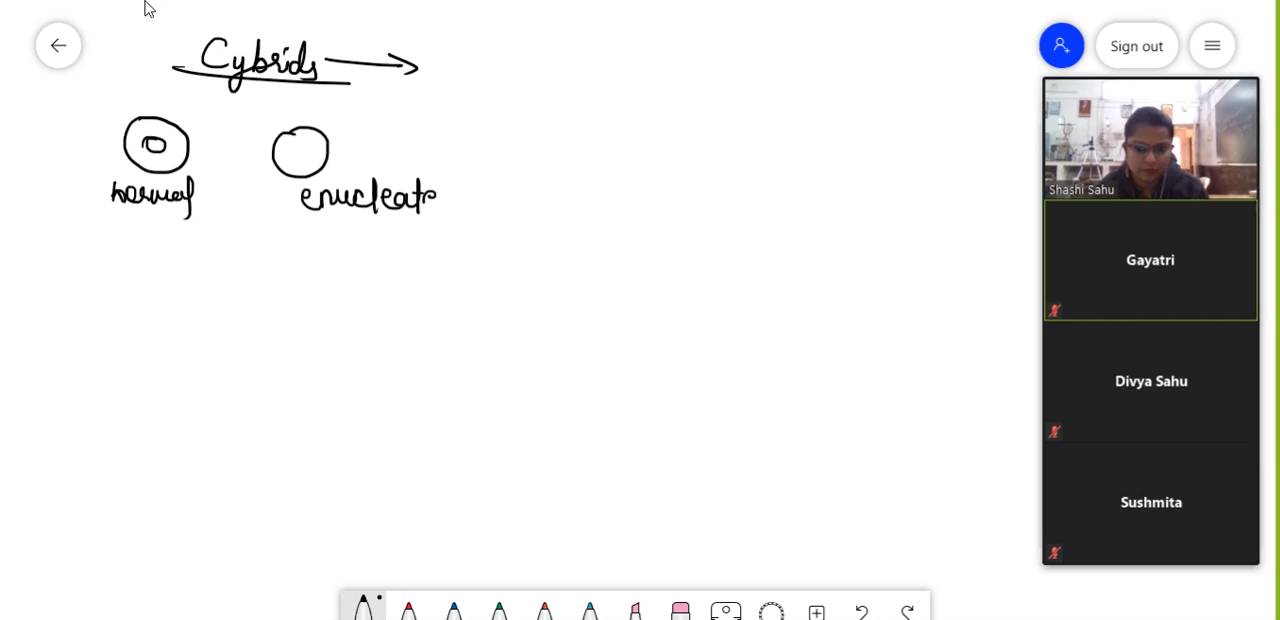 Cybrids
Sign out
normal
enucleate
Shashi Sahu
Gayatri
Divya Sahu
Sushmita